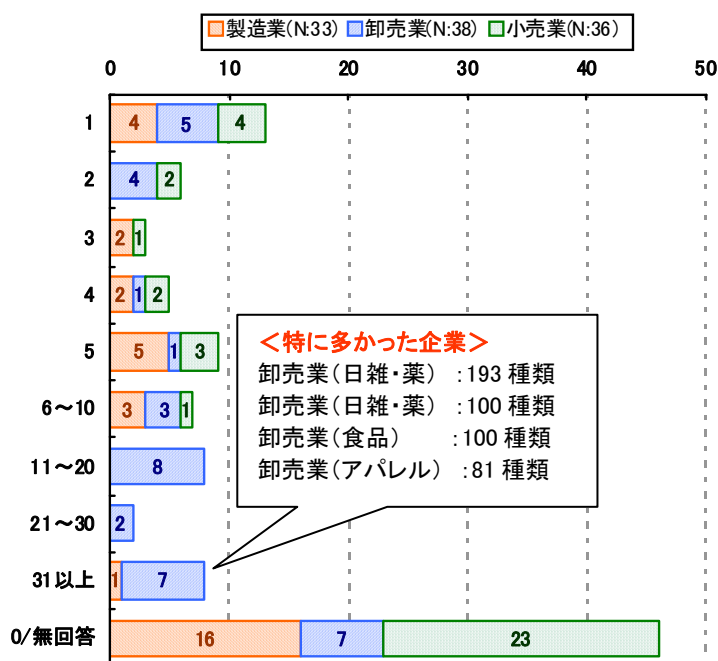 製造業(N:33) 卸売業(N:38) 小売業(N:36)
0 10 20 30 40 50
1 4 5 4
2 4 2
3 2 1
4 2 1 2
5 5 1 3
6～10 3 3 1
11～20 8
21～30 2
31以上 1 7
0/無回答 16 7 23
＜特に多かった企業＞
卸売業(日雑・薬) :193 種類
卸売業(日雑・薬) :100 種類
卸売業(食品) :100 種類
卸売業(アパレル) :81 種類